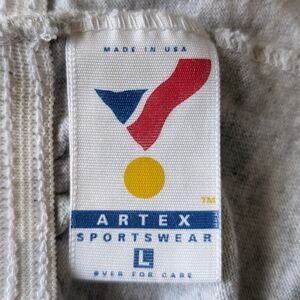 MADE IN USA
TM
ARTEX
SPORTSWEAR
L
OVER FOR CARE